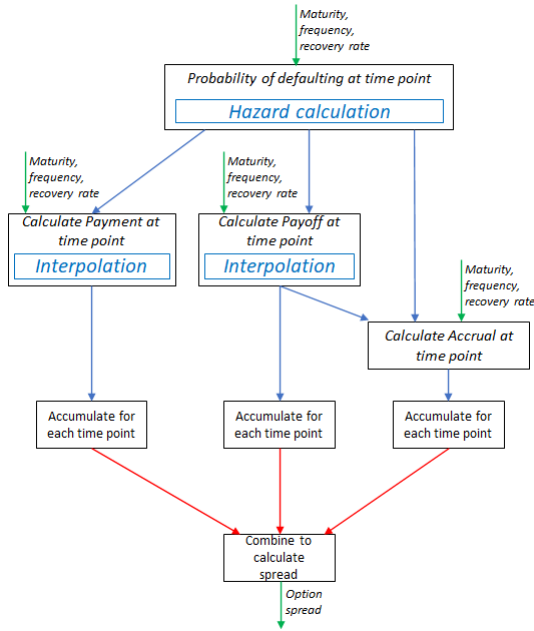 Maturity,
frequency,
recovery rate
Probability of defaulting at time point
Hazard calculation
Maturity,
frequency,
recovery rate
Calculate Payment at
time point
Interpolation
Maturity,
frequency,
recovery rate
Calculate Payoff at
time point
Interpolation
Maturity,
frequency,
recovery rate
Calculate Accrual at
time point
Accumulate for
each time point
Accumulate for
each time point
Accumulate for
each time point
Combine to
calculate
spread
Option
spread